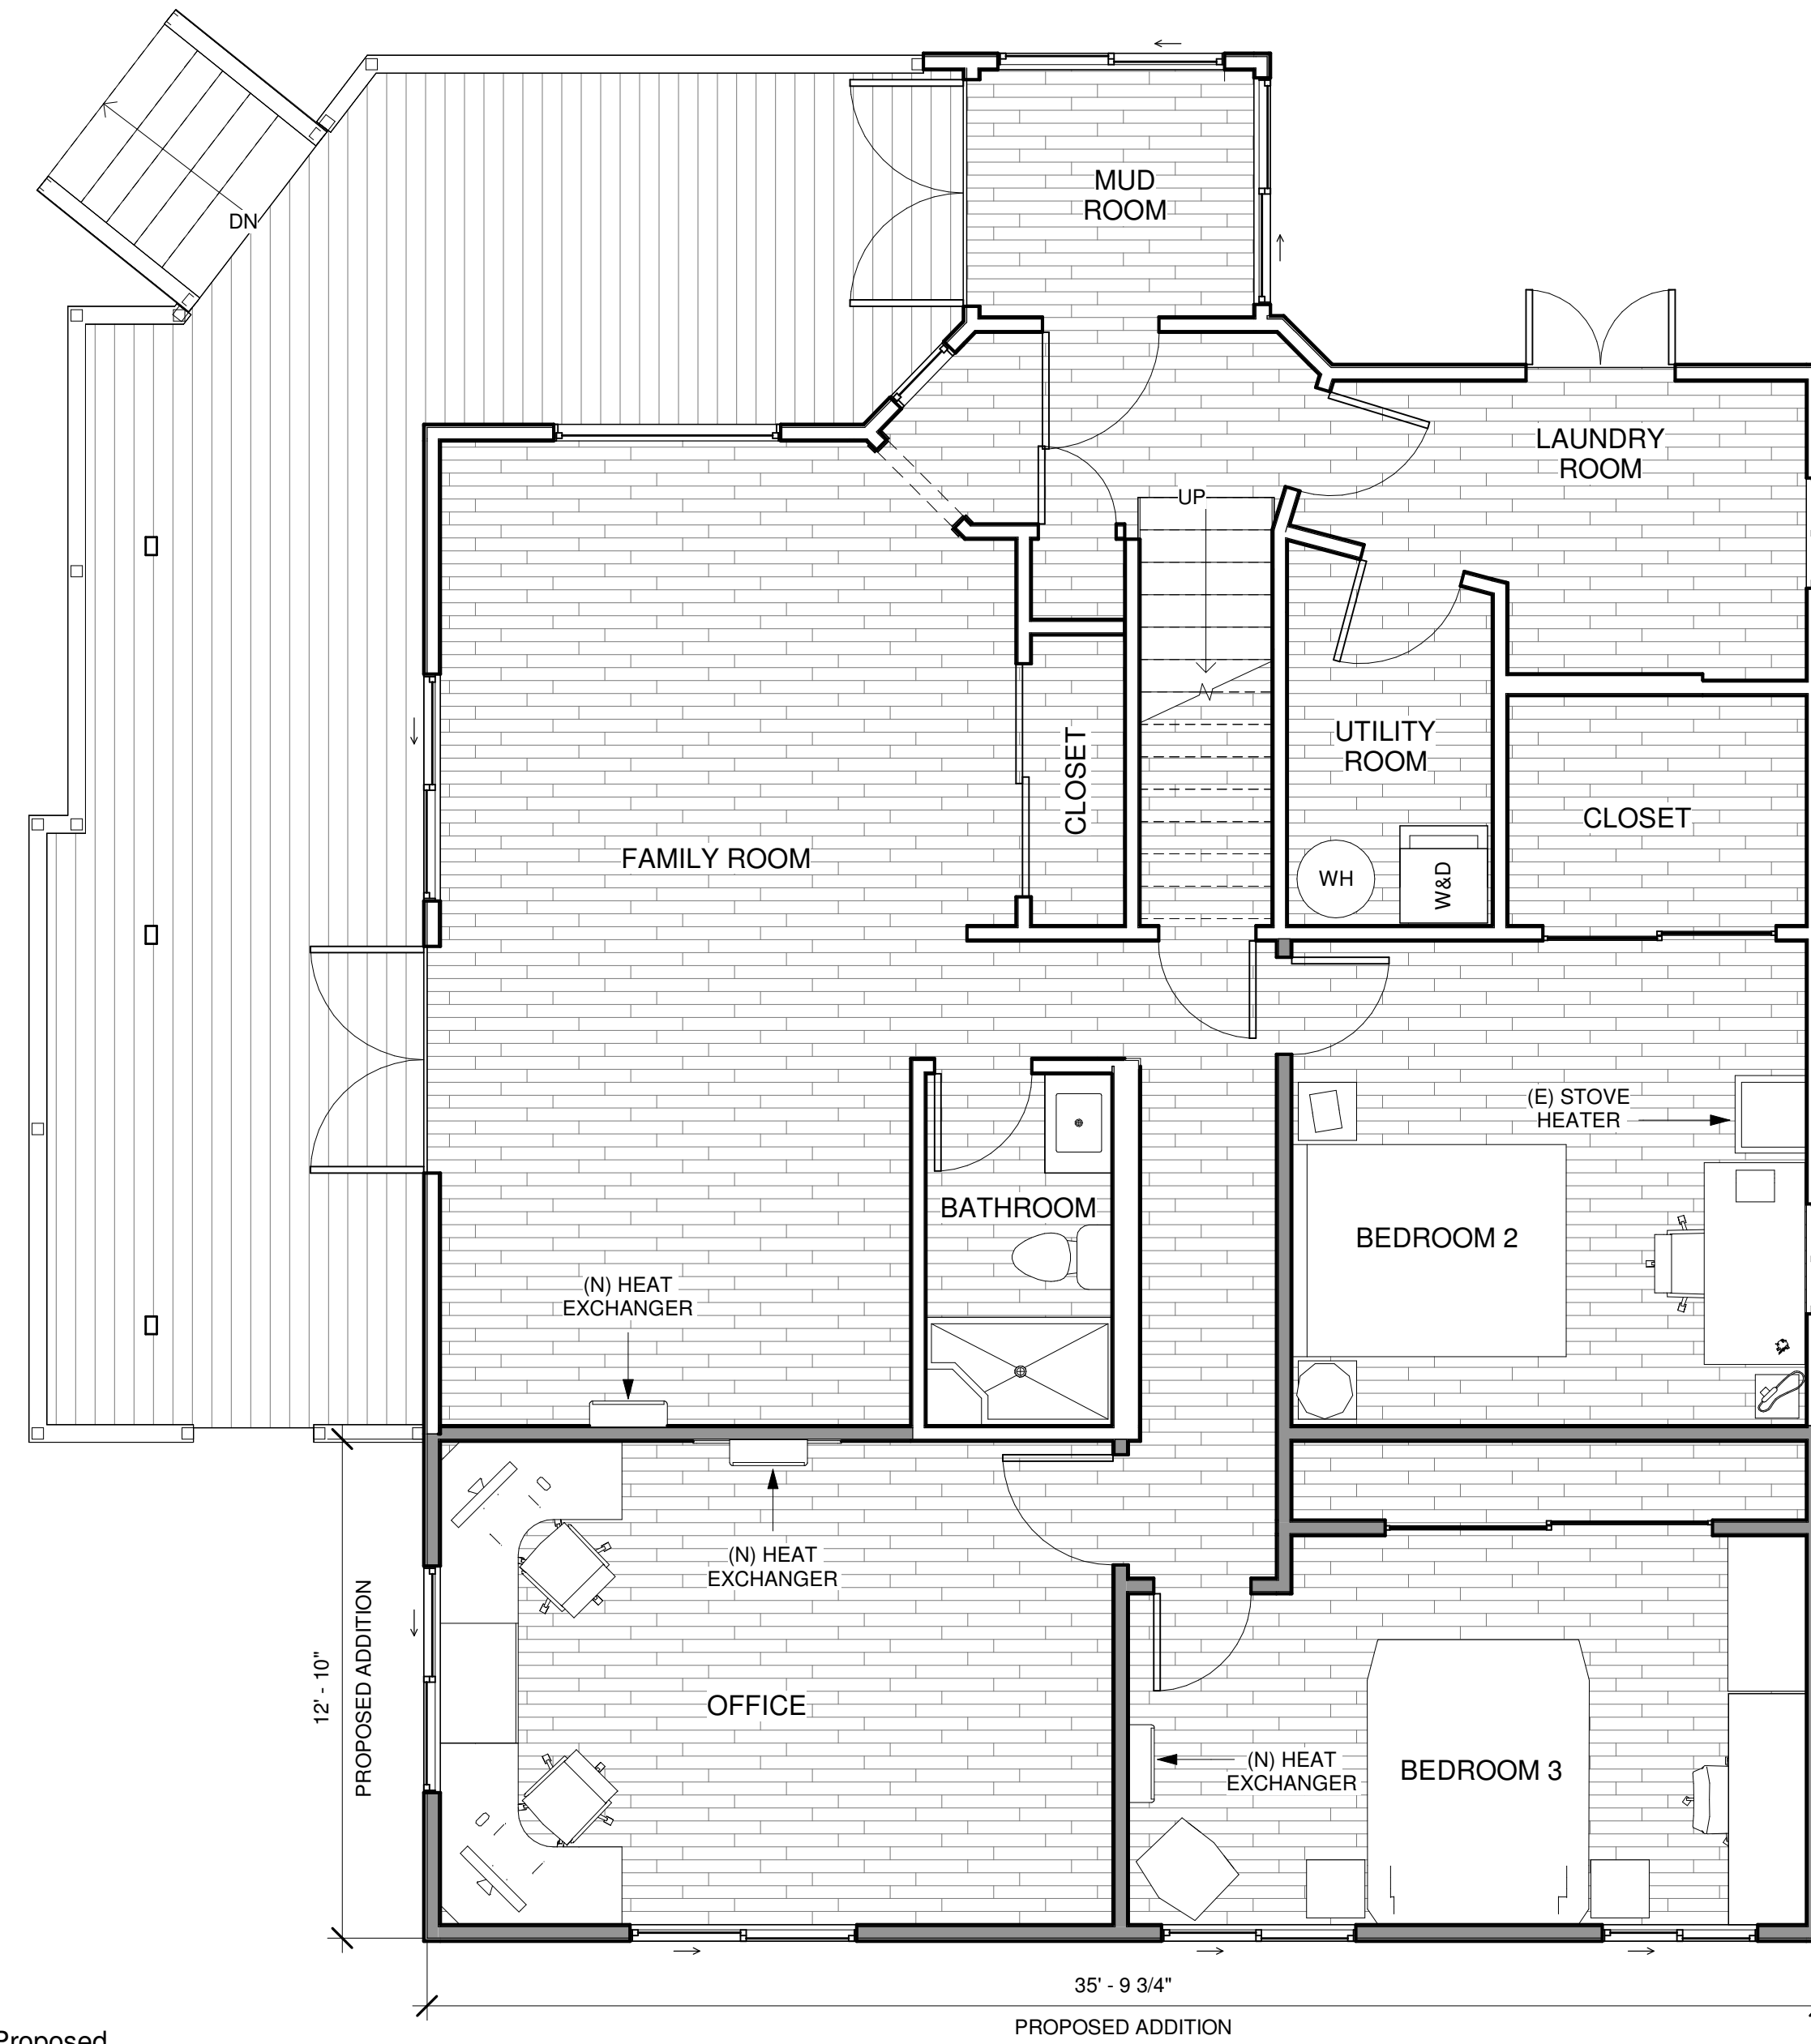 MUD
ROOM
DN
LAUNDRY
ROOM
UP
UTILITY
ROOM
CLOSET
CLOSET
FAMILY ROOM
WH
W&D
(E) STOVE
HEATER
BATHROOM
BEDROOM 2
(N) HEAT
EXCHANGER
(N) HEAT
EXCHANGER
12' - 10"
PROPOSED ADDITION
OFFICE
(N) HEAT
EXCHANGER
BEDROOM 3
35' - 9 3/4"
PROPOSED ADDITION
Proposed